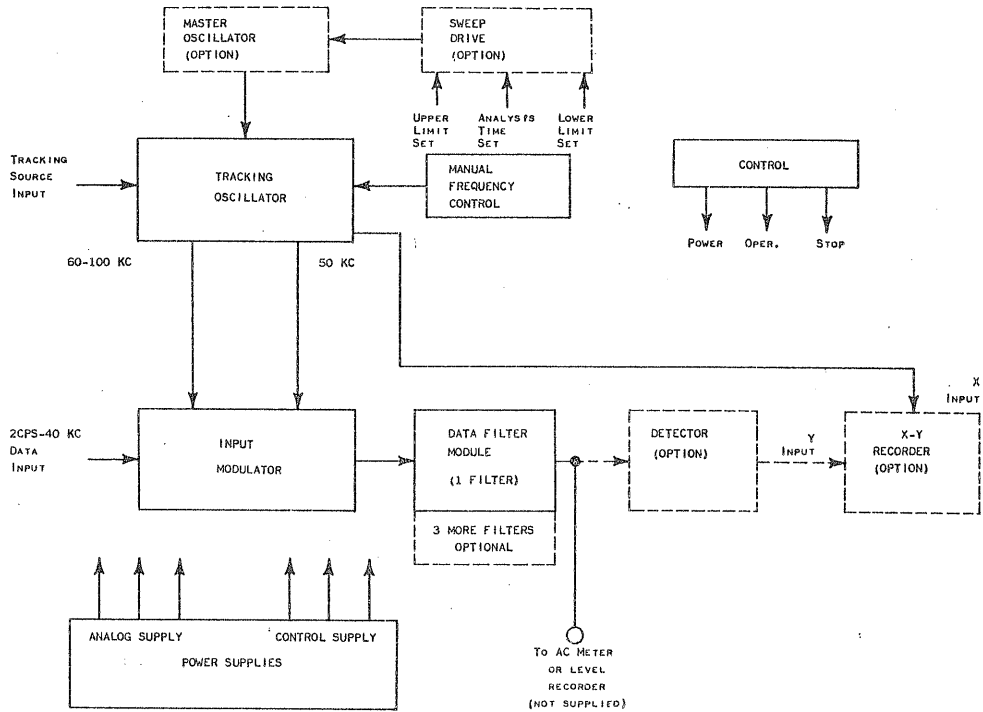 MASTER
OSCILLATOR
(OPTION)
SWEEP
DRIVE
(OPTION)
UPPER
LIMIT
SET
ANALYSIS
TIME
SET
LOWER
LIMIT
SET
TRACKING
SOURCE
INPUT
TRACKING
OSCILLATOR
MANUAL
FREQUENCY
CONTROL
CONTROL
POWER
OPER.
STOP
60-100 KC
50 KC
X
INPUT
2CPS-40 KC
DATA
INPUT
INPUT
MODULATOR
DATA FILTER
MODULE
(1 FILTER)
3 MORE FILTERS
OPTIONAL
DETECTOR
(OPTION)
Y
INPUT
X-Y
RECORDER
(OPTION)
ANALOG SUPPLY
CONTROL SUPPLY
POWER SUPPLIES
TO AC METER
OR LEVEL
RECORDER
(NOT SUPPLIED)